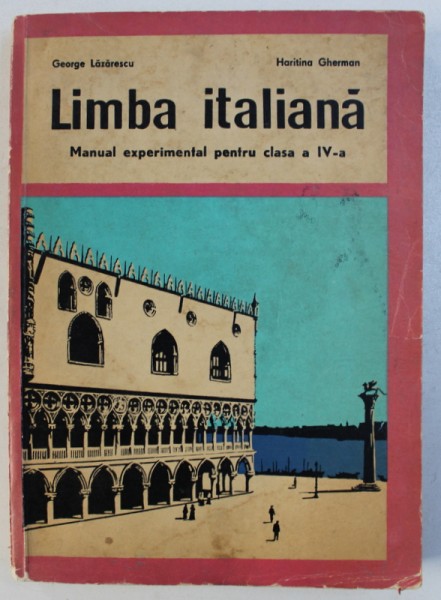 George Lăzărescu Haritina Gherman
Limba italiană
Manual experimental pentru clasa a IV-a